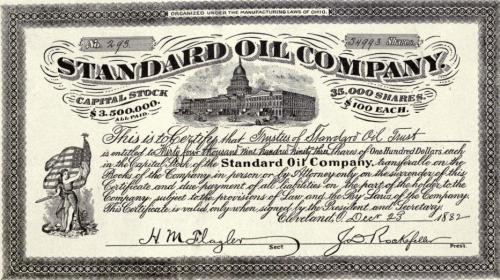 ORGANIZED UNDER THE MANUFACTURING LAWS OF OHIO.
No. 293
34993 Shares
STANDARD OIL COMPANY.
CAPITAL STOCK
$3,500,000.
ALL PAID.
35,000 SHARES.
$100 EACH.
This is to Certify that Trustees of Standard Oil Trust
is entitled to Thirty four Thousand Nine hundred Ninety three Shares of One Hundred Dollars each
in the Capital Stock of the Standard Oil Company, transferable on the
Books of the Company in person or by Attorney only on the surrender of this
Certificate and due payment of all liabilities on the part of the holder to the
Company, subject to the provisions of Law and the By Laws of the Company.
This Certificate is valid only when signed by the President and Secretary.
Cleveland, O. Dec 23 1882
H M Flagler Sect
J. D. Rockefeller